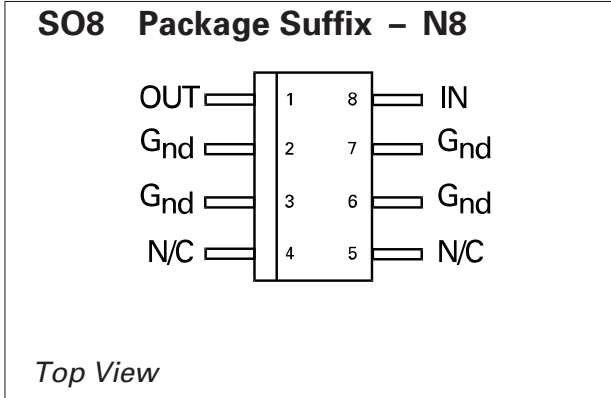 SO8 Package Suffix – N8
OUT 1 8 IN
Gnd 2 7 Gnd
Gnd 3 6 Gnd
N/C 4 5 N/C
Top View